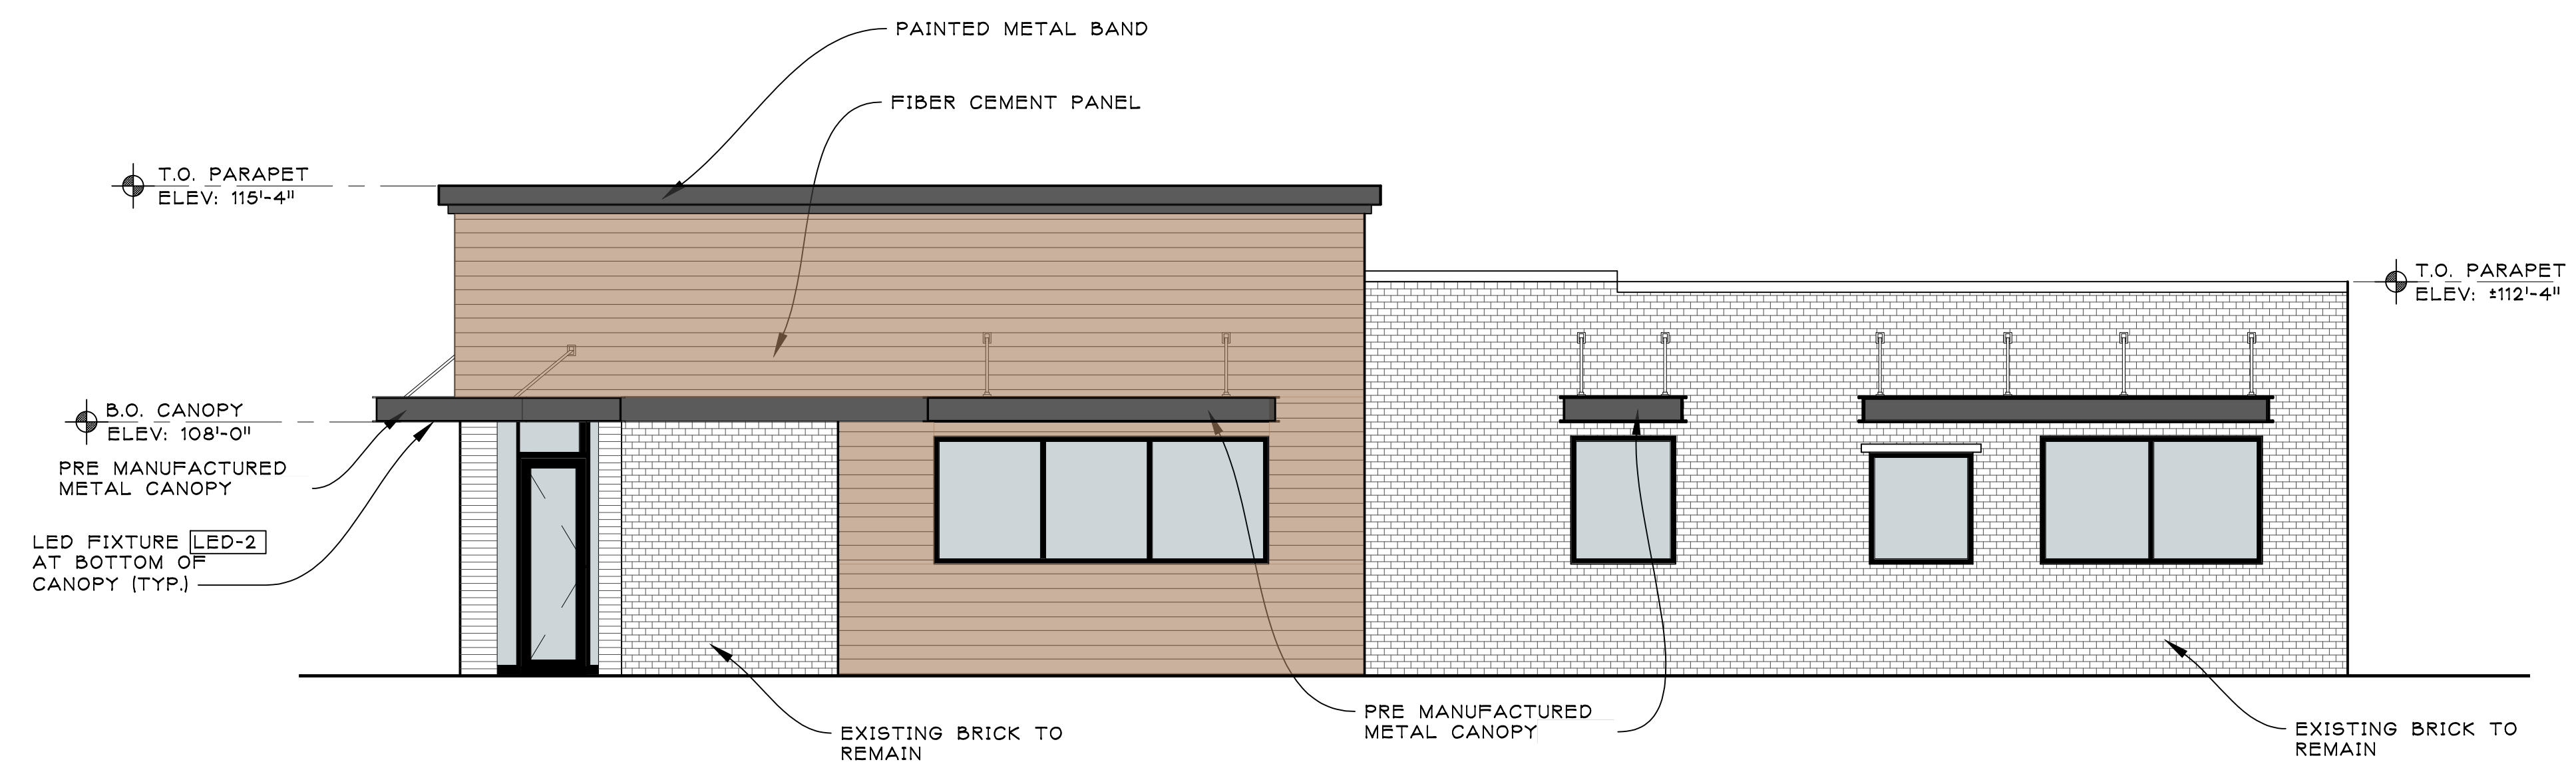 PAINTED METAL BAND
FIBER CEMENT PANEL
T.O. PARAPET
ELEV: 115'-4"
T.O. PARAPET
ELEV: ±112'-4"
B.O. CANOPY
ELEV: 108'-0"
PRE MANUFACTURED
METAL CANOPY
LED FIXTURE LED-2
AT BOTTOM OF
CANOPY (TYP.)
EXISTING BRICK TO
REMAIN
PRE MANUFACTURED
METAL CANOPY
EXISTING BRICK TO
REMAIN